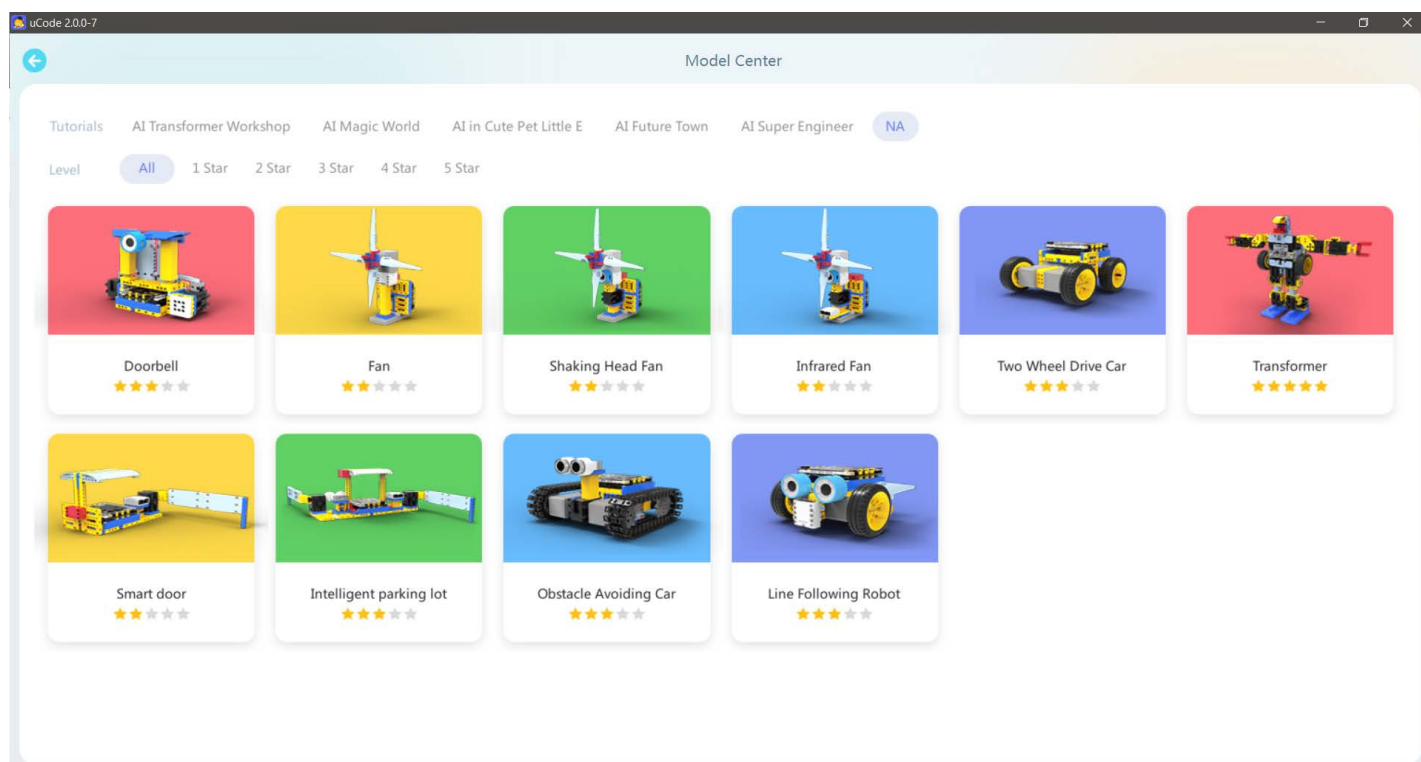 uCode 2.0.0-7
Model Center
Tutorials AI Transformer Workshop AI Magic World AI in Cute Pet Little E AI Future Town AI Super Engineer NA
Level All 1 Star 2 Star 3 Star 4 Star 5 Star
Doorbell Fan Shaking Head Fan Infrared Fan Two Wheel Drive Car Transformer
Smart door Intelligent parking lot Obstacle Avoiding Car Line Following Robot